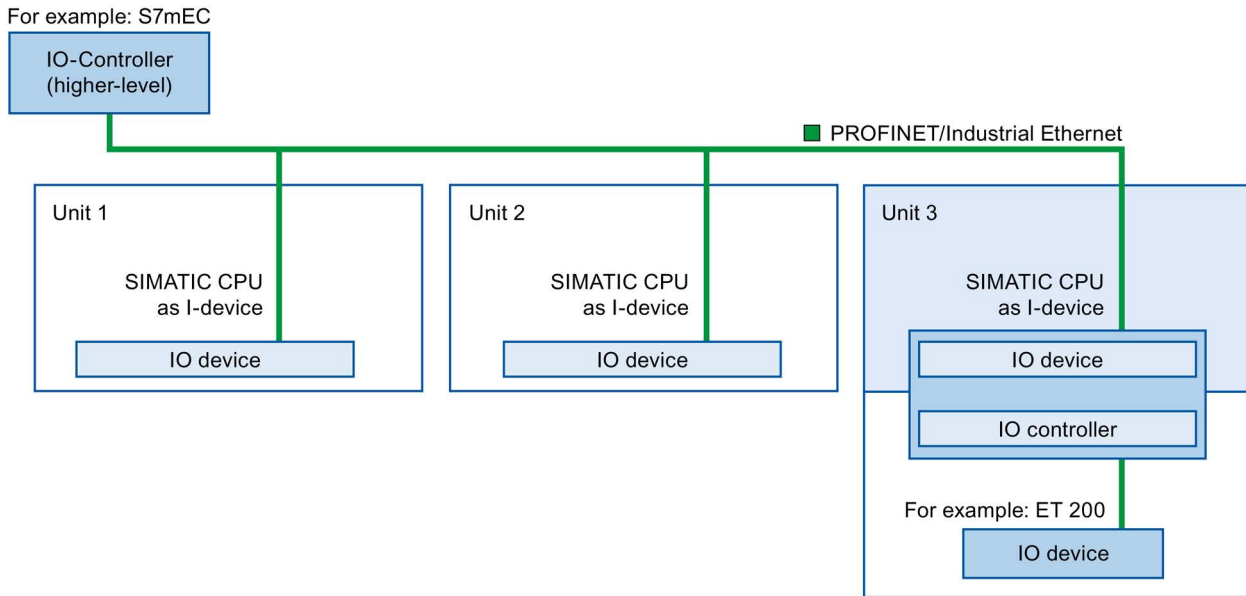 For example: S7mEC
IO-Controller
(higher-level)
PROFINET/Industrial Ethernet
Unit 1
SIMATIC CPU
as I-device
IO device
Unit 2
SIMATIC CPU
as I-device
IO device
Unit 3
SIMATIC CPU
as I-device
IO device
IO controller
For example: ET 200
IO device